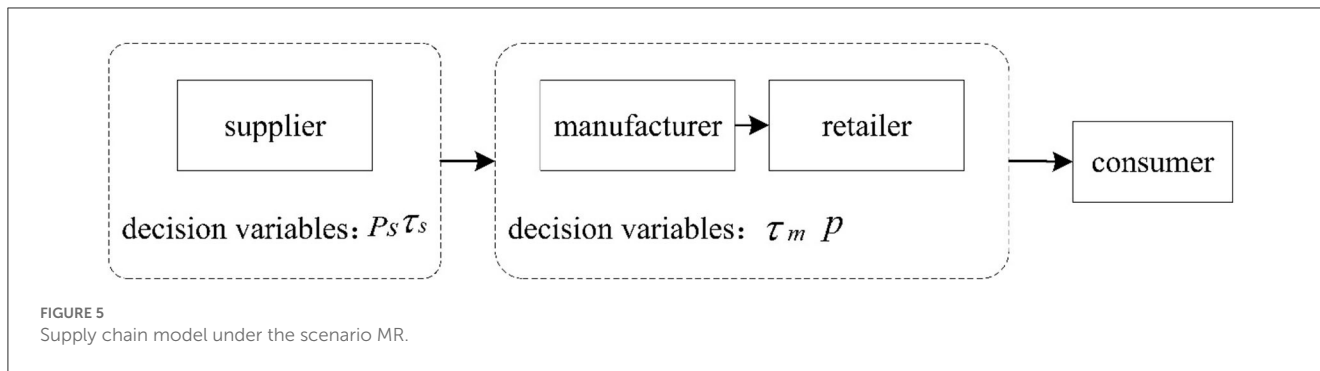 supplier
manufacturer
retailer
consumer
decision variables: Ps τs
decision variables: τm p
FIGURE 5
Supply chain model under the scenario MR.